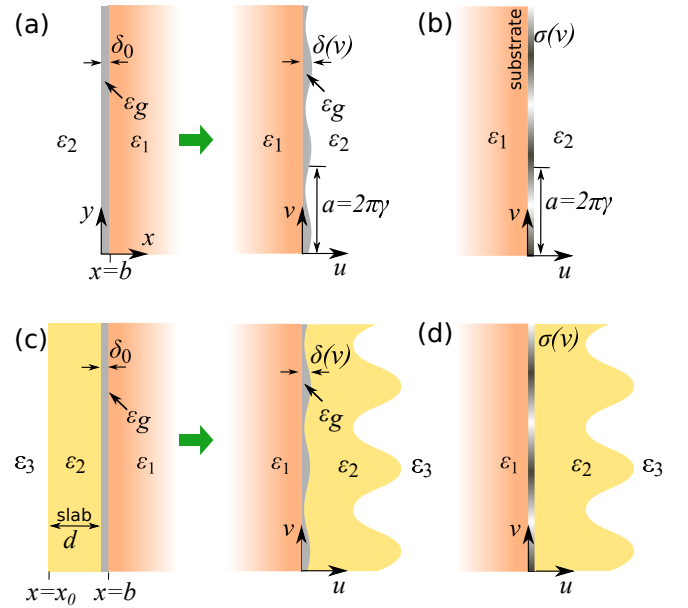 (a)
δ₀
εg
ε₂
ε₁
y
x
x=b
δ(v)
εg
ε₁
ε₂
a=2πγ
v
u
(b)
substrate
σ(v)
ε₁
ε₂
a=2πγ
v
u
(c)
δ₀
εg
ε₃
ε₂
ε₁
slab
d
x=x₀
x=b
δ(v)
εg
ε₁
ε₂
ε₃
v
u
(d)
σ(v)
ε₁
ε₂
ε₃
v
u